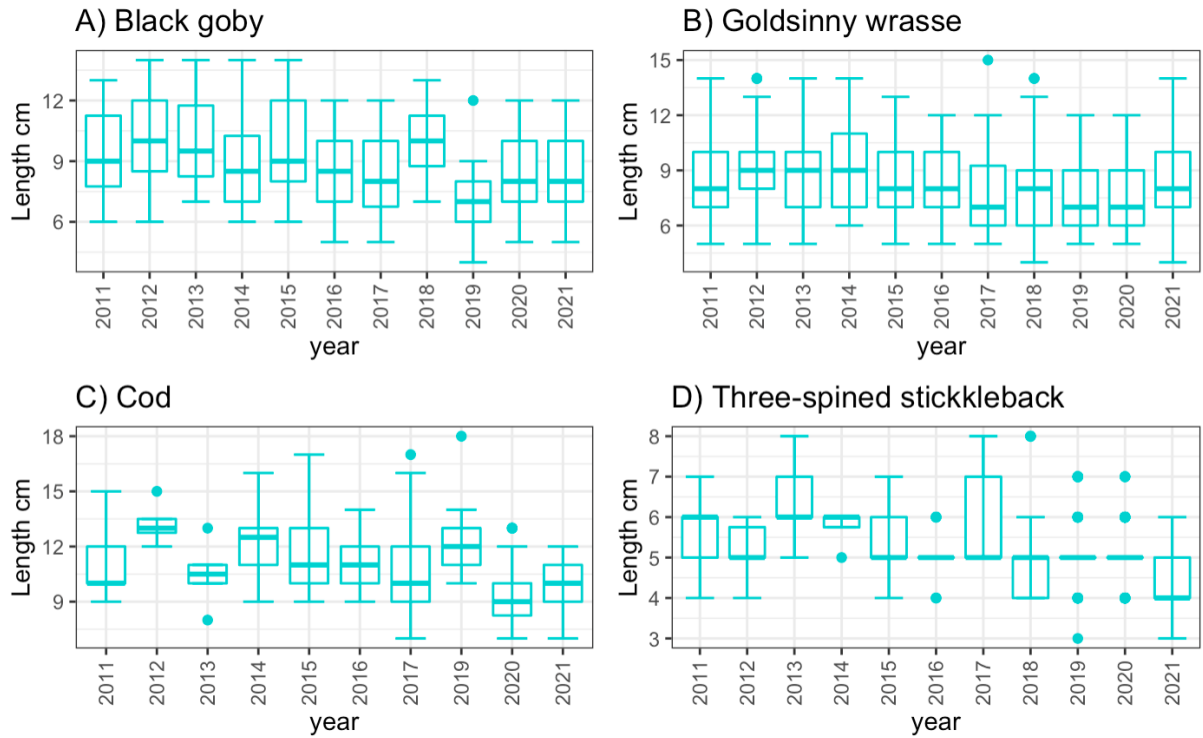 A) Black goby
Length cm
12
9
6
2011 2012 2013 2014 2015 2016 2017 2018 2019 2020 2021
year
B) Goldsinny wrasse
Length cm
15
12
9
6
2011 2012 2013 2014 2015 2016 2017 2018 2019 2020 2021
year
C) Cod
Length cm
18
15
12
9
2011 2012 2013 2014 2015 2016 2017 2019 2020 2021
year
D) Three-spined stickkleback
Length cm
8
7
6
5
4
3
2011 2012 2013 2014 2015 2016 2017 2018 2019 2020 2021
year